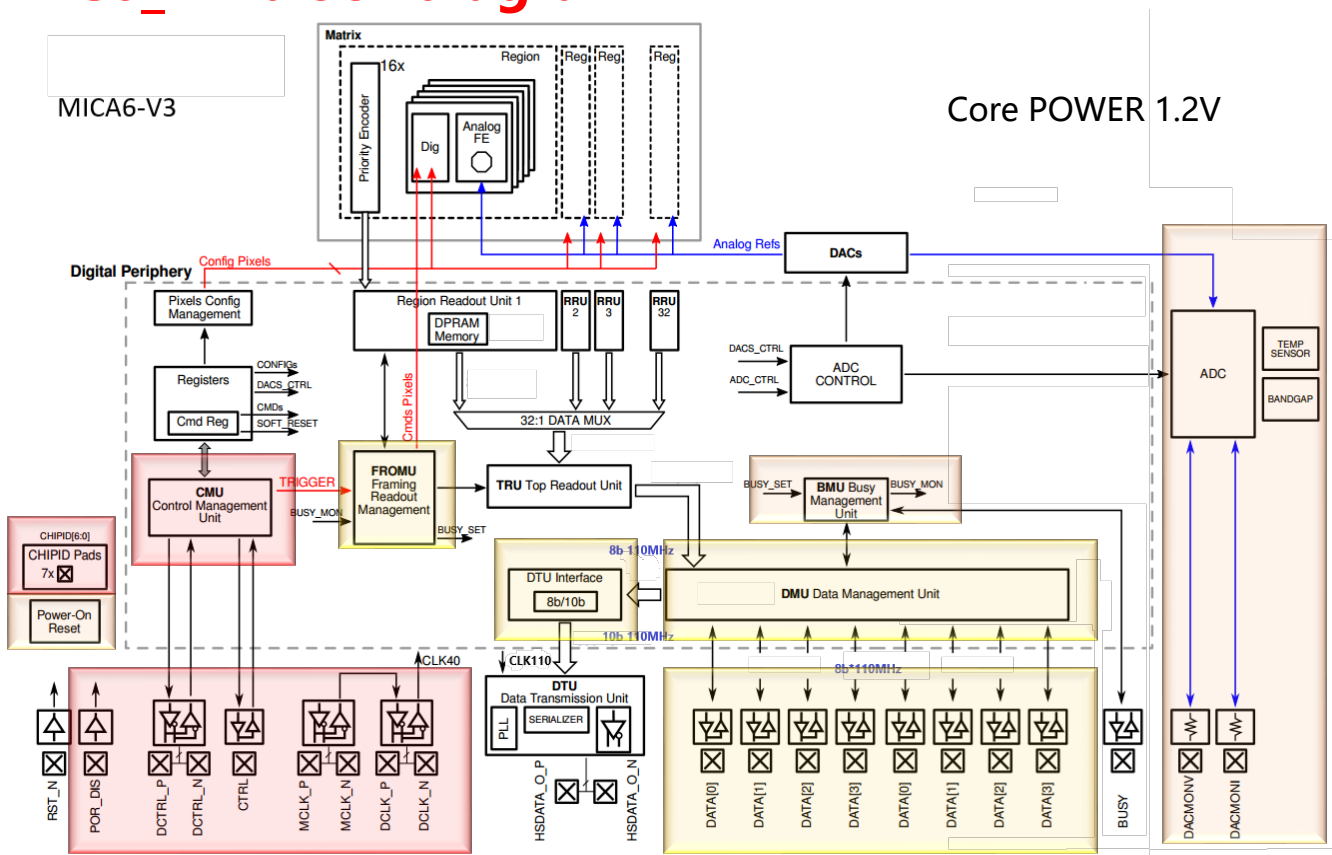 MICA6-V3
Core POWER 1.2V
Matrix
Region
Reg
Reg
Reg
16x
Priority Encoder
Dig
Analog
FE
Analog Refs
DACs
Config Pixels
Digital Periphery
Pixels Config
Management
Region Readout Unit 1
DPRAM
Memory
RRU
2
RRU
3
RRU
32
Registers
Cmd Reg
CONFIGs
DACS_CTRL
CMDs
SOFT_RESET
Cmds Pixels
DACS_CTRL
ADC_CTRL
ADC
CONTROL
ADC
TEMP
SENSOR
BANDGAP
32:1 DATA MUX
CMU
Control Management
Unit
TRIGGER
BUSY_MON
FROMU
Framing
Readout
Management
BUSY_SET
TRU Top Readout Unit
BUSY_SET
BMU Busy
Management
Unit
BUSY_MON
CHIPID[6:0]
CHIPID Pads
7x
Power-On
Reset
8b 110MHz
DTU Interface
8b/10b
DMU Data Management Unit
10b 110MHz
CLK40
CLK110
8b*110MHz
DTU
Data Transmission Unit
PLL
SERIALIZER
RST_N
POR_DIS
DCTRL_P
DCTRL_N
CTRL
MCLK_P
MCLK_N
DCLK_P
DCLK_N
HSDATA_O_P
HSDATA_O_N
DATA[0]
DATA[1]
DATA[2]
DATA[3]
DATA[0]
DATA[1]
DATA[2]
DATA[3]
BUSY
DACMONV
DACMONI